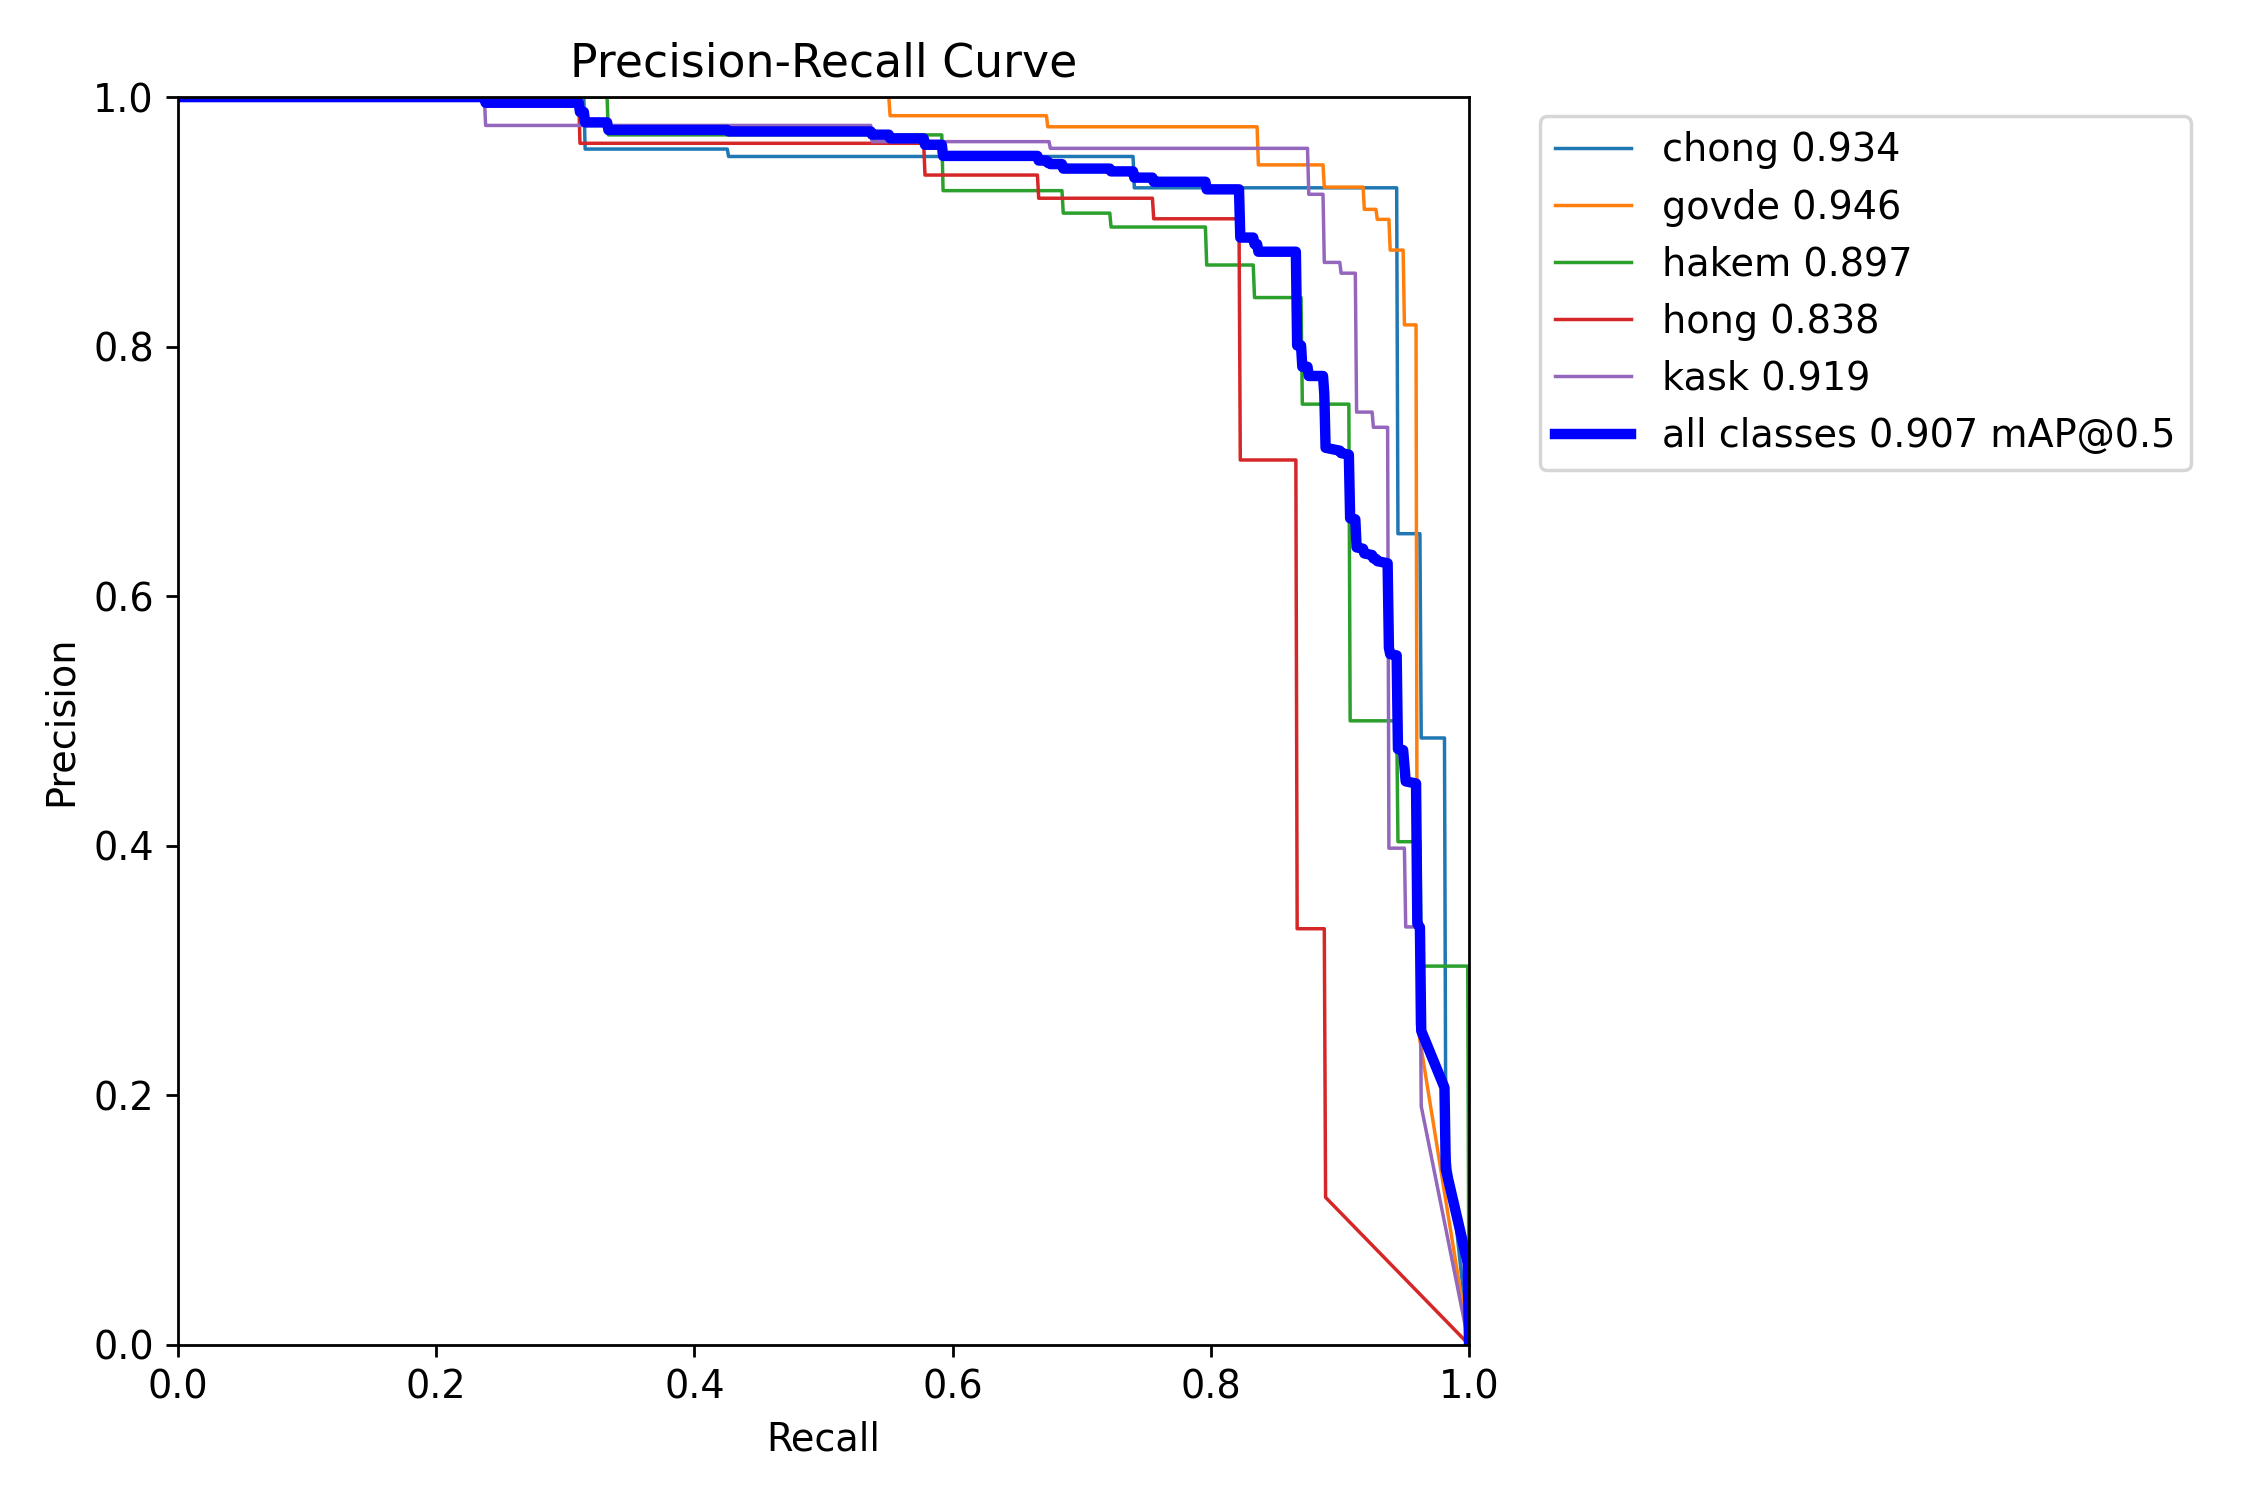 Precision-Recall Curve
1.0
0.8
0.6
0.4
0.2
0.0
Precision
0.0 0.2 0.4 0.6 0.8 1.0
Recall
chong 0.934
govde 0.946
hakem 0.897
hong 0.838
kask 0.919
all classes 0.907 mAP@0.5